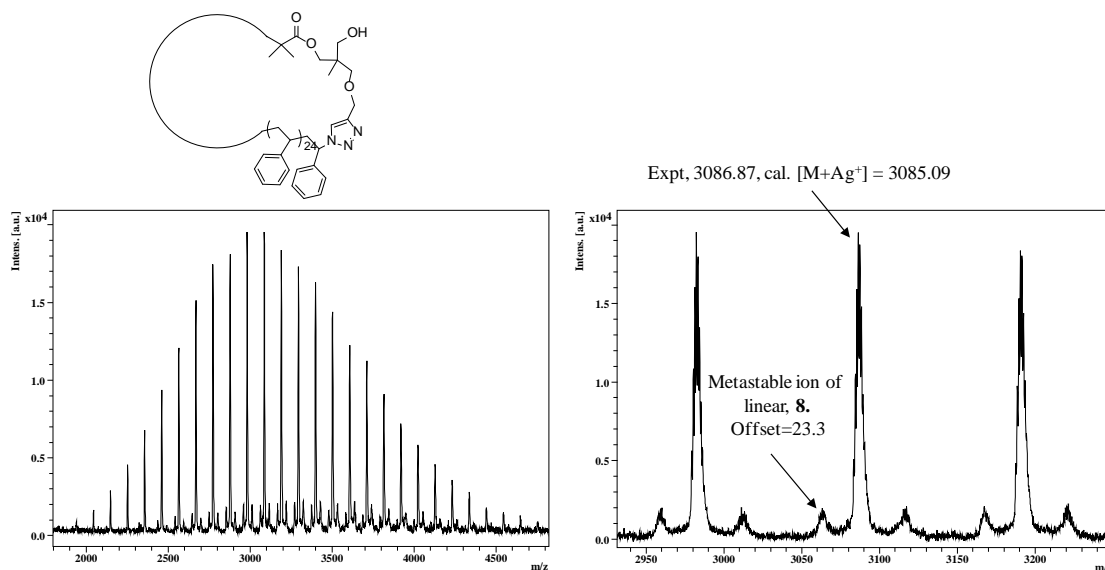 O
O
OH
O
N
N
N
24
Expt, 3086.87, cal. [M+Ag⁺] = 3085.09
x10⁴
Intens. [a.u.]
1.5
1.0
0.5
0.0
2000
2500
3000
3500
4000
4500
m/z
x10⁴
Intens. [a.u.]
1.5
1.0
Metastable ion of
linear, 8.
Offset=23.3
0.5
0.0
2950
3000
3050
3100
3150
3200